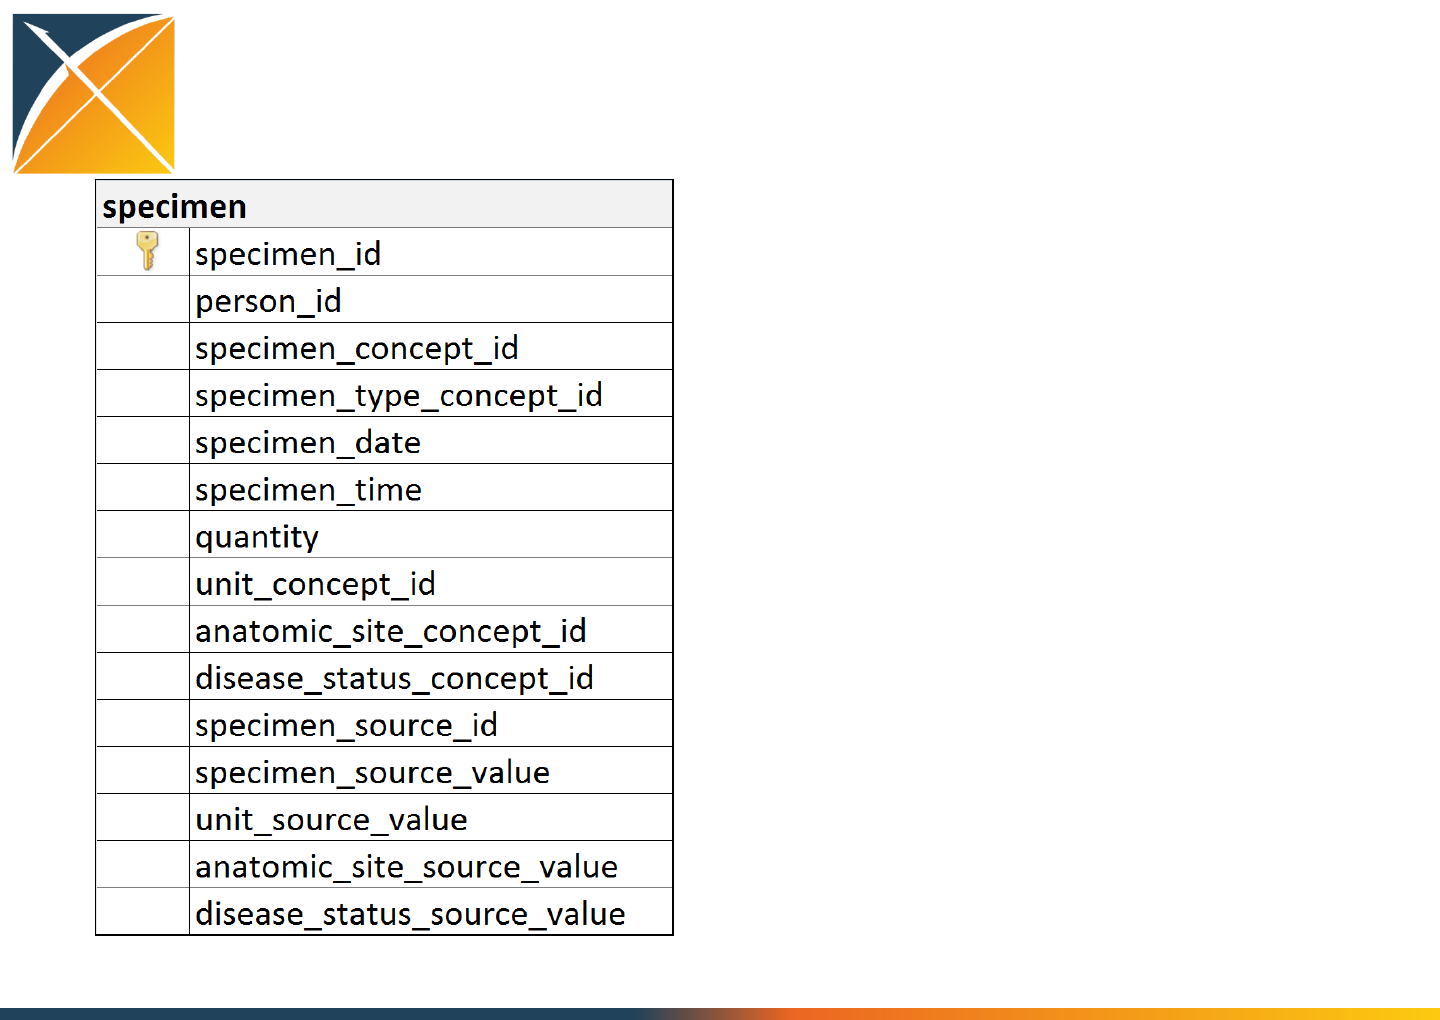 specimen
specimen_id
person_id
specimen_concept_id
specimen_type_concept_id
specimen_date
specimen_time
quantity
unit_concept_id
anatomic_site_concept_id
disease_status_concept_id
specimen_source_id
specimen_source_value
unit_source_value
anatomic_site_source_value
disease_status_source_value